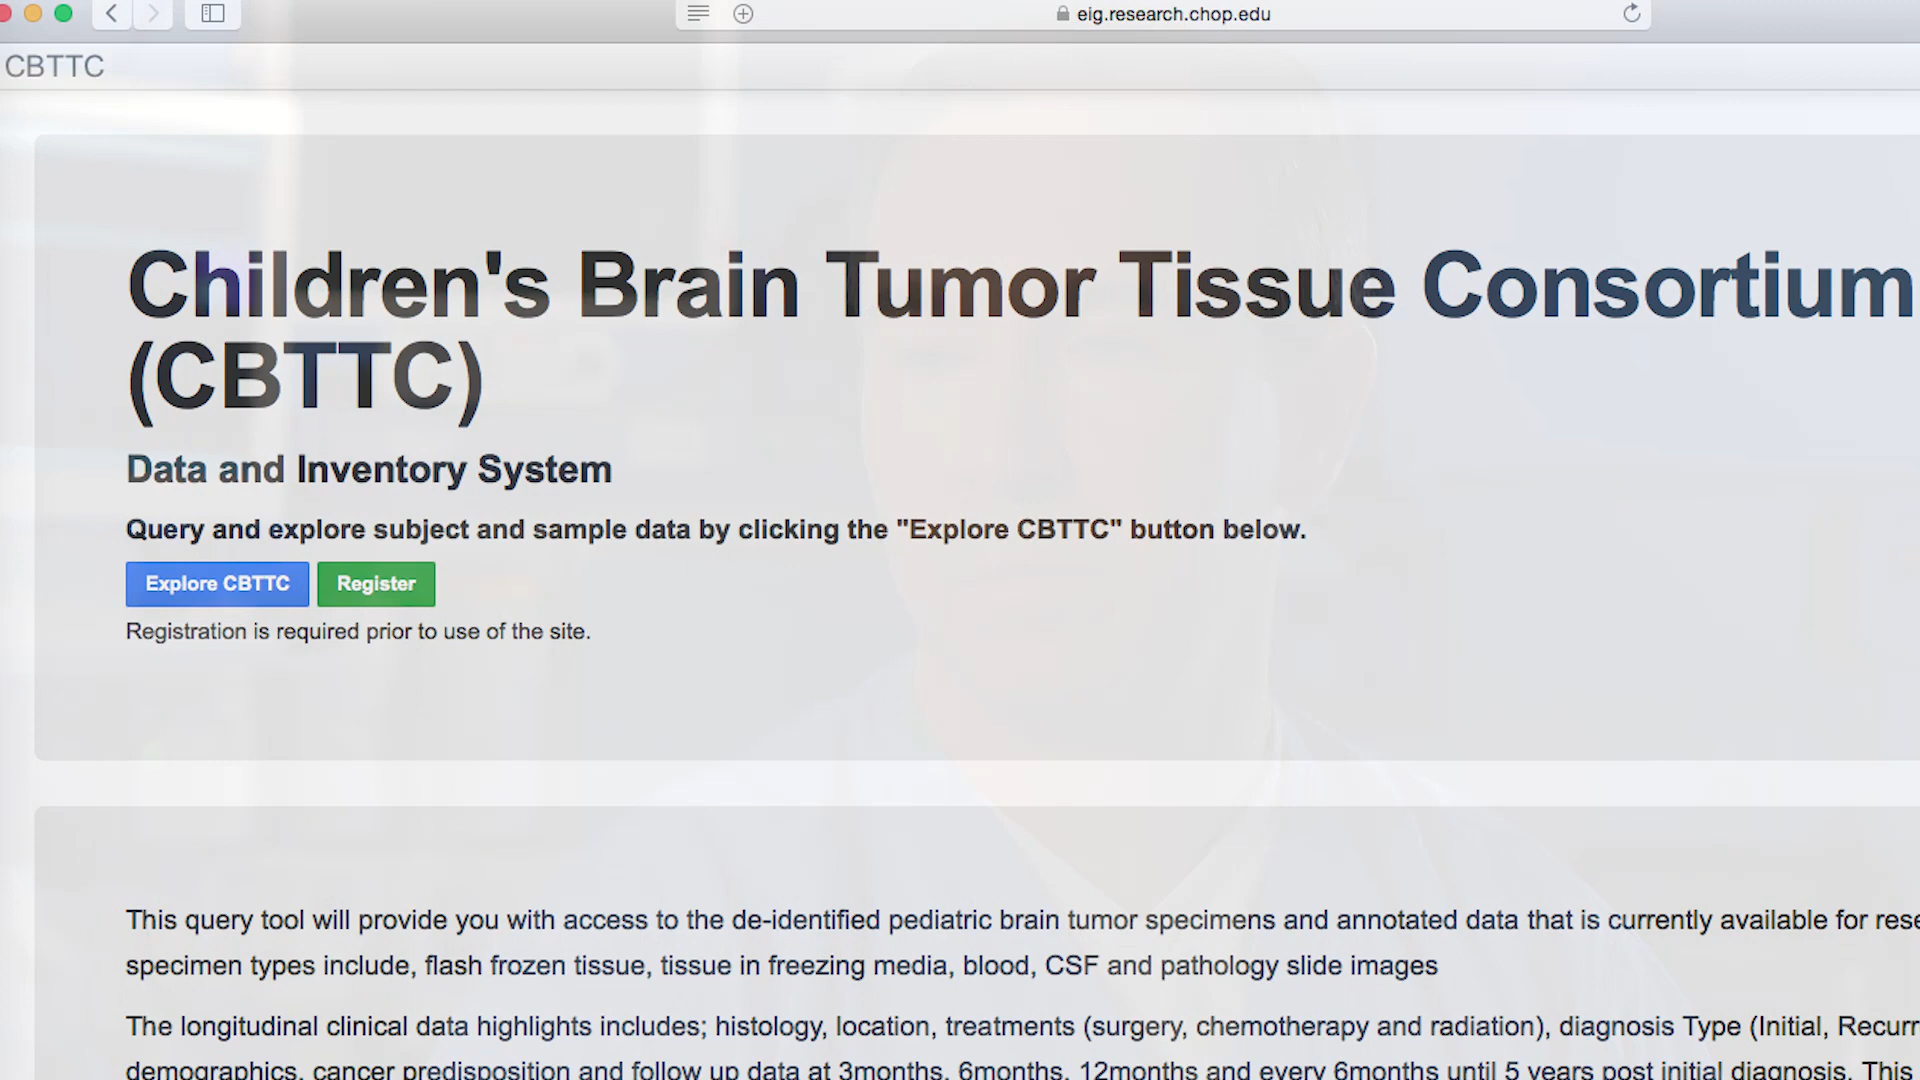 eig.research.chop.edu
CBTTC
Children's Brain Tumor Tissue Consortium
(CBTTC)
Data and Inventory System
Query and explore subject and sample data by clicking the "Explore CBTTC" button below.
Explore CBTTC Register
Registration is required prior to use of the site.
This query tool will provide you with access to the de-identified pediatric brain tumor specimens and annotated data that is currently available for
specimen types include, flash frozen tissue, tissue in freezing media, blood, CSF and pathology slide images
The longitudinal clinical data highlights includes; histology, location, treatments (surgery, chemotherapy and radiation), diagnosis Type (Initial,
demographics, cancer predisposition and follow up data at 3months, 6months, 12months and every 6months until 5 years post initial diagnosis. This